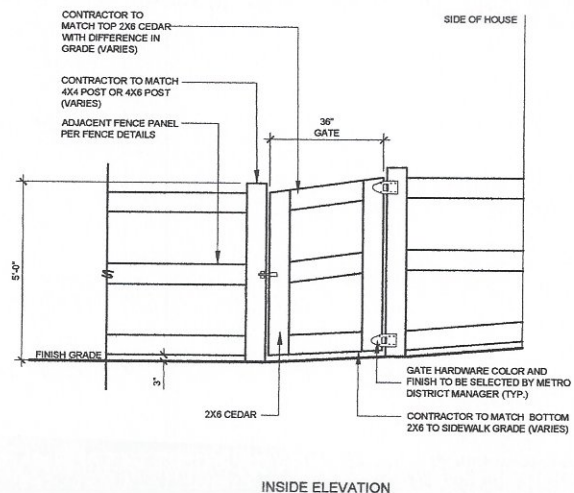 CONTRACTOR TO
MATCH TOP 2X6 CEDAR
WITH DIFFERENCE IN
GRADE (VARIES)
SIDE OF HOUSE
CONTRACTOR TO MATCH
4X4 POST OR 4X6 POST
(VARIES)
ADJACENT FENCE PANEL
PER FENCE DETAILS
36"
GATE
5'-0"
FINISH GRADE
3"
2X6 CEDAR
GATE HARDWARE COLOR AND
FINISH TO BE SELECTED BY METRO
DISTRICT MANAGER (TYP.)
CONTRACTOR TO MATCH BOTTOM
2X6 TO SIDEWALK GRADE (VARIES)
INSIDE ELEVATION